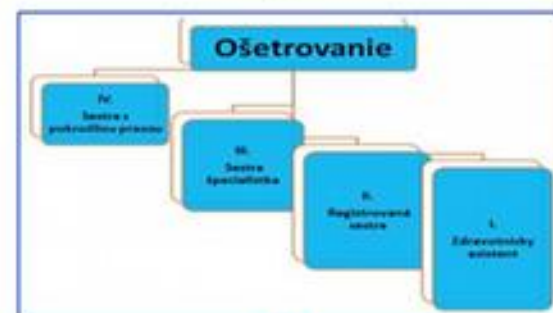 Ošetrovanie
IV.
Sestra s
pokročilou praxou
III.
Sestra
špecialistka
II.
Registrovaná
sestra
I.
Zdravotnícky
asistent